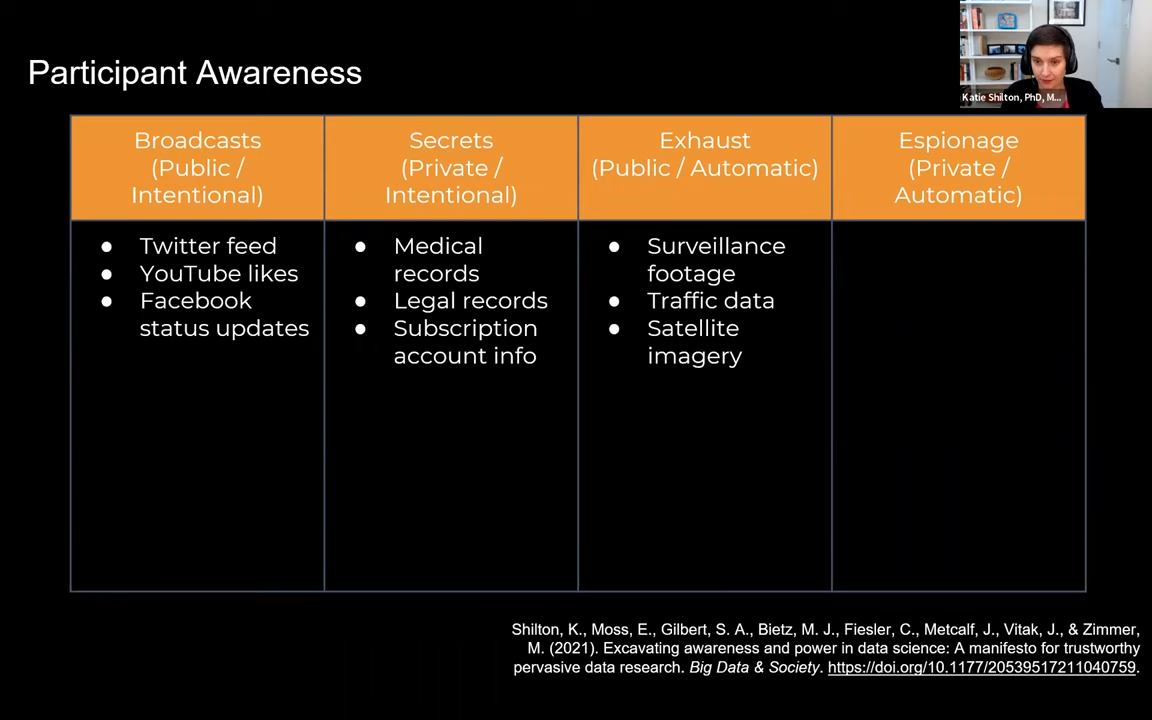 Participant Awareness
Katie Shilton, PhD, M...
Broadcasts
(Public /
Intentional)
Secrets
(Private /
Intentional)
Exhaust
(Public / Automatic)
Espionage
(Private /
Automatic)
● Twitter feed
● YouTube likes
● Facebook
status updates
● Medical
records
● Legal records
● Subscription
account info
● Surveillance
footage
● Traffic data
● Satellite
imagery
Shilton, K., Moss, E., Gilbert, S. A., Bietz, M. J., Fiesler, C., Metcalf, J., Vitak, J., & Zimmer,
M. (2021). Excavating awareness and power in data science: A manifesto for trustworthy
pervasive data research. Big Data & Society. https://doi.org/10.1177/20539517211040759.